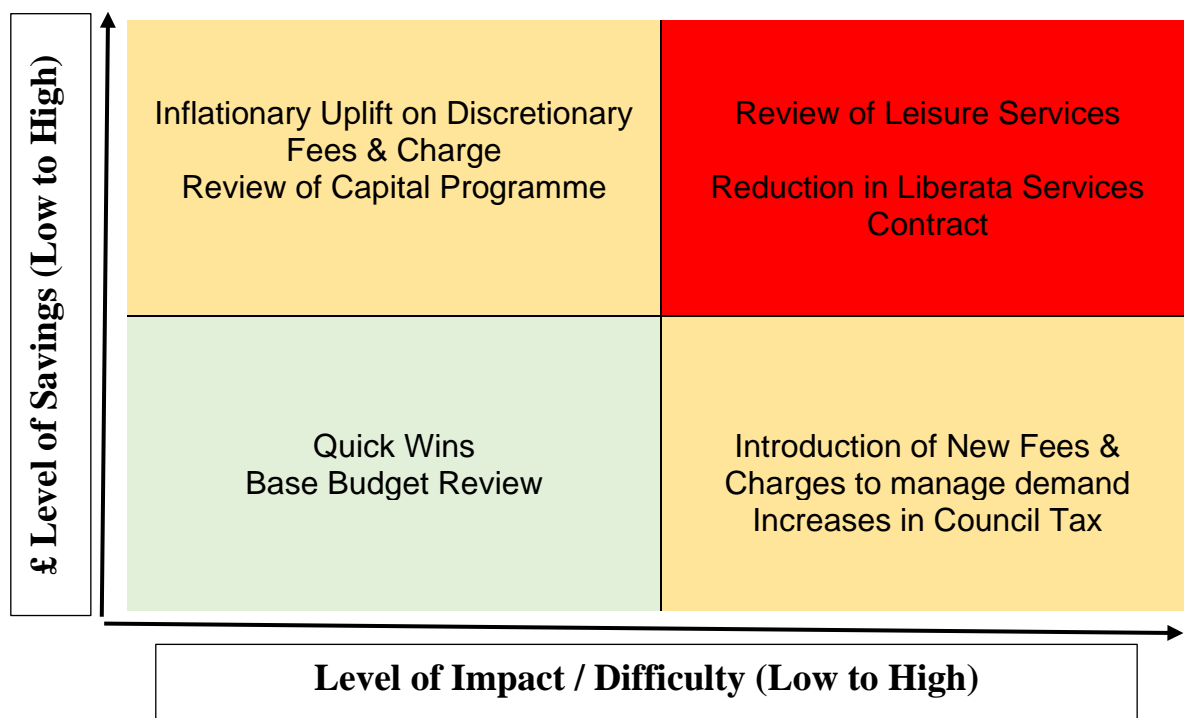 £ Level of Savings (Low to High)
Inflationary Uplift on Discretionary
Fees & Charge
Review of Capital Programme
Review of Leisure Services
Reduction in Liberata Services
Contract
Quick Wins
Base Budget Review
Introduction of New Fees &
Charges to manage demand
Increases in Council Tax
Level of Impact / Difficulty (Low to High)